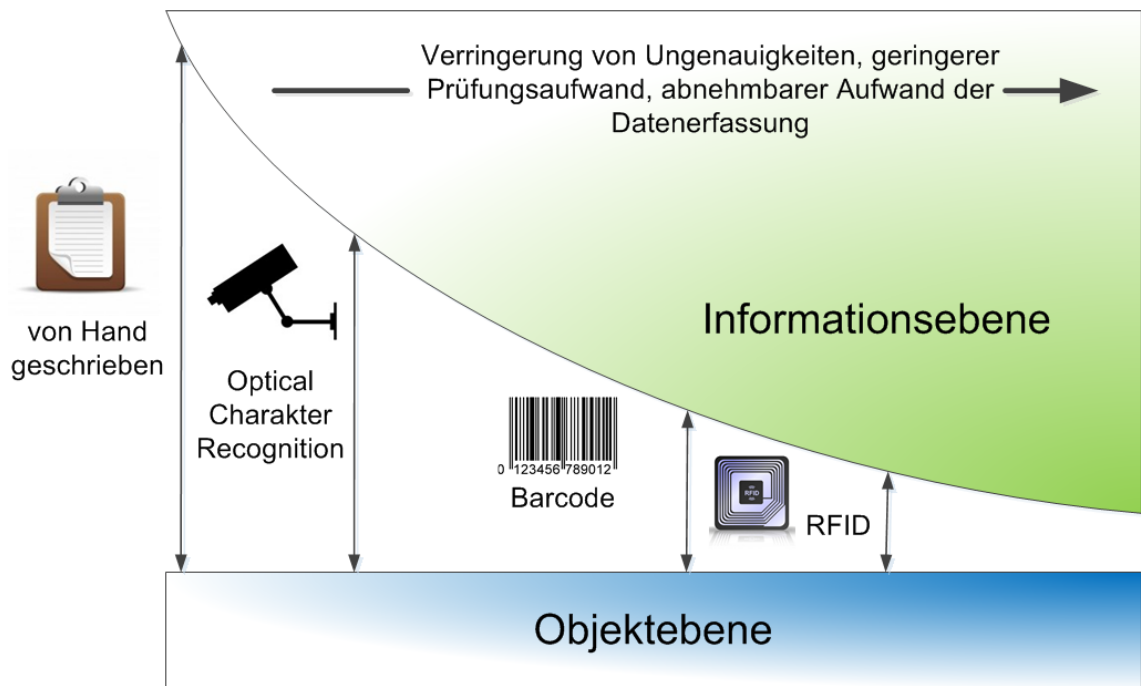 Verringerung von Ungenauigkeiten, geringerer
Prüfungsaufwand, abnehmbarer Aufwand der
Datenerfassung
von Hand
geschrieben
Optical
Charakter
Recognition
Informationsebene
0 123456 789012
Barcode
RFID
RFID
Objektebene